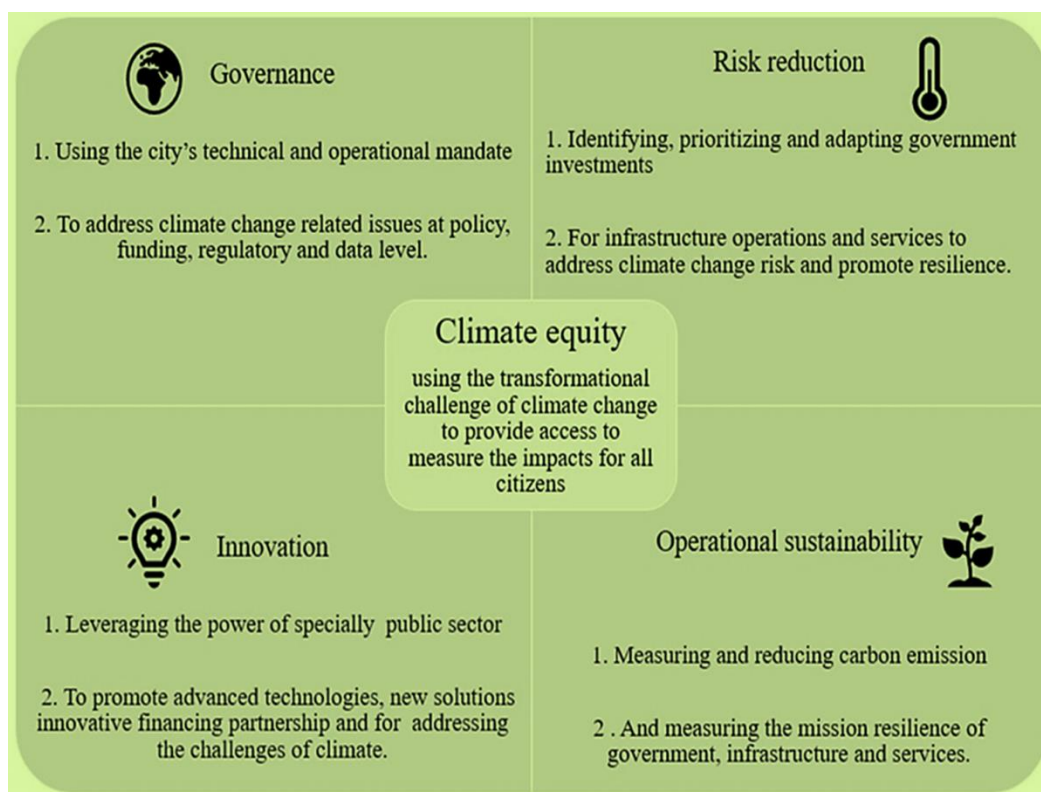 Governance
1. Using the city's technical and operational mandate
2. To address climate change related issues at policy,
funding, regulatory and data level.
Risk reduction
1. Identifying, prioritizing and adapting government
investments
2. For infrastructure operations and services to
address climate change risk and promote resilience.
Climate equity
using the transformational
challenge of climate change
to provide access to
measure the impacts for all
citizens
Innovation
1. Leveraging the power of specially public sector
2. To promote advanced technologies, new solutions
innovative financing partnership and for addressing
the challenges of climate.
Operational sustainability
1. Measuring and reducing carbon emission
2 . And measuring the mission resilience of
government, infrastructure and services.